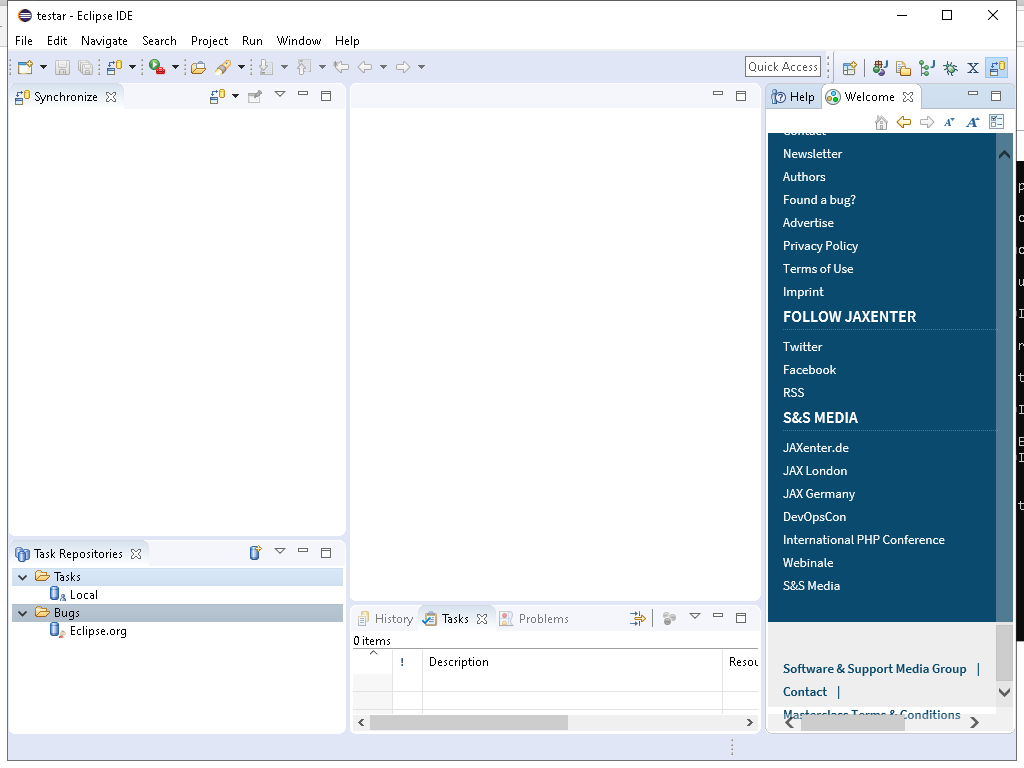 testar - Eclipse IDE
File Edit Navigate Search Project Run Window Help
Quick Access
Synchronize
Help Welcome
Contact
Newsletter
Authors
Found a bug?
Advertise
Privacy Policy
Terms of Use
Imprint
FOLLOW JAXENTER
Twitter
Facebook
RSS
S&S MEDIA
JAXenter.de
JAX London
JAX Germany
DevOpsCon
International PHP Conference
Webinale
S&S Media
Software & Support Media Group |
Contact |
Masterclass Terms & Conditions
Task Repositories
Tasks
Local
Bugs
Eclipse.org
History Tasks Problems
0 items
! Description Resou